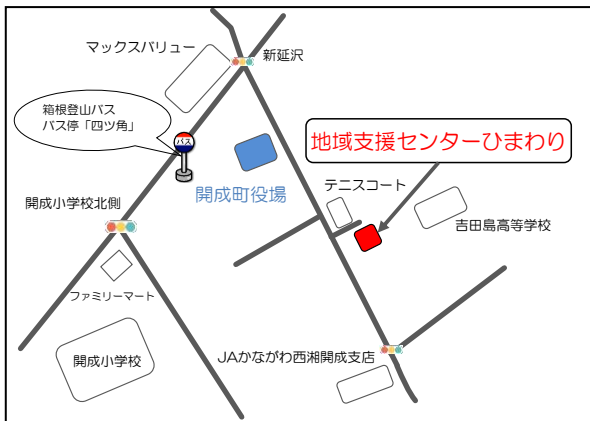 マックスバリュー
新延沢
箱根登山バス
バス停「四ツ角」
バス
地域支援センターひまわり
開成町役場
テニスコート
開成小学校北側
吉田島高等学校
ファミリーマート
開成小学校
JAかながわ西湘開成支店